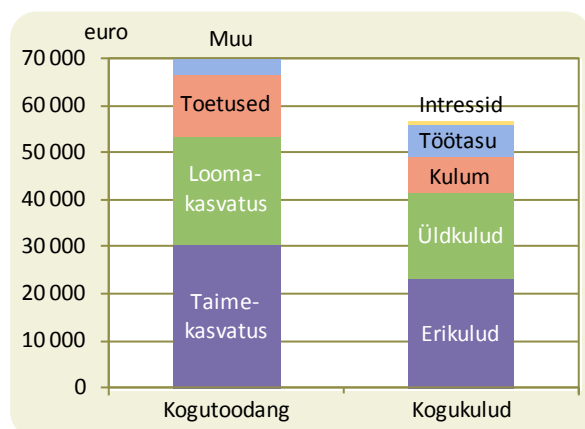 euro
70 000
60 000
50 000
40 000
30 000
20 000
10 000
0
Muu
Toetused
Looma-
kasvatus
Taime-
kasvatus
Intressid
Töötasu
Kulum
Üldkulud
Erikulud
Kogutoodang
Kogukulud